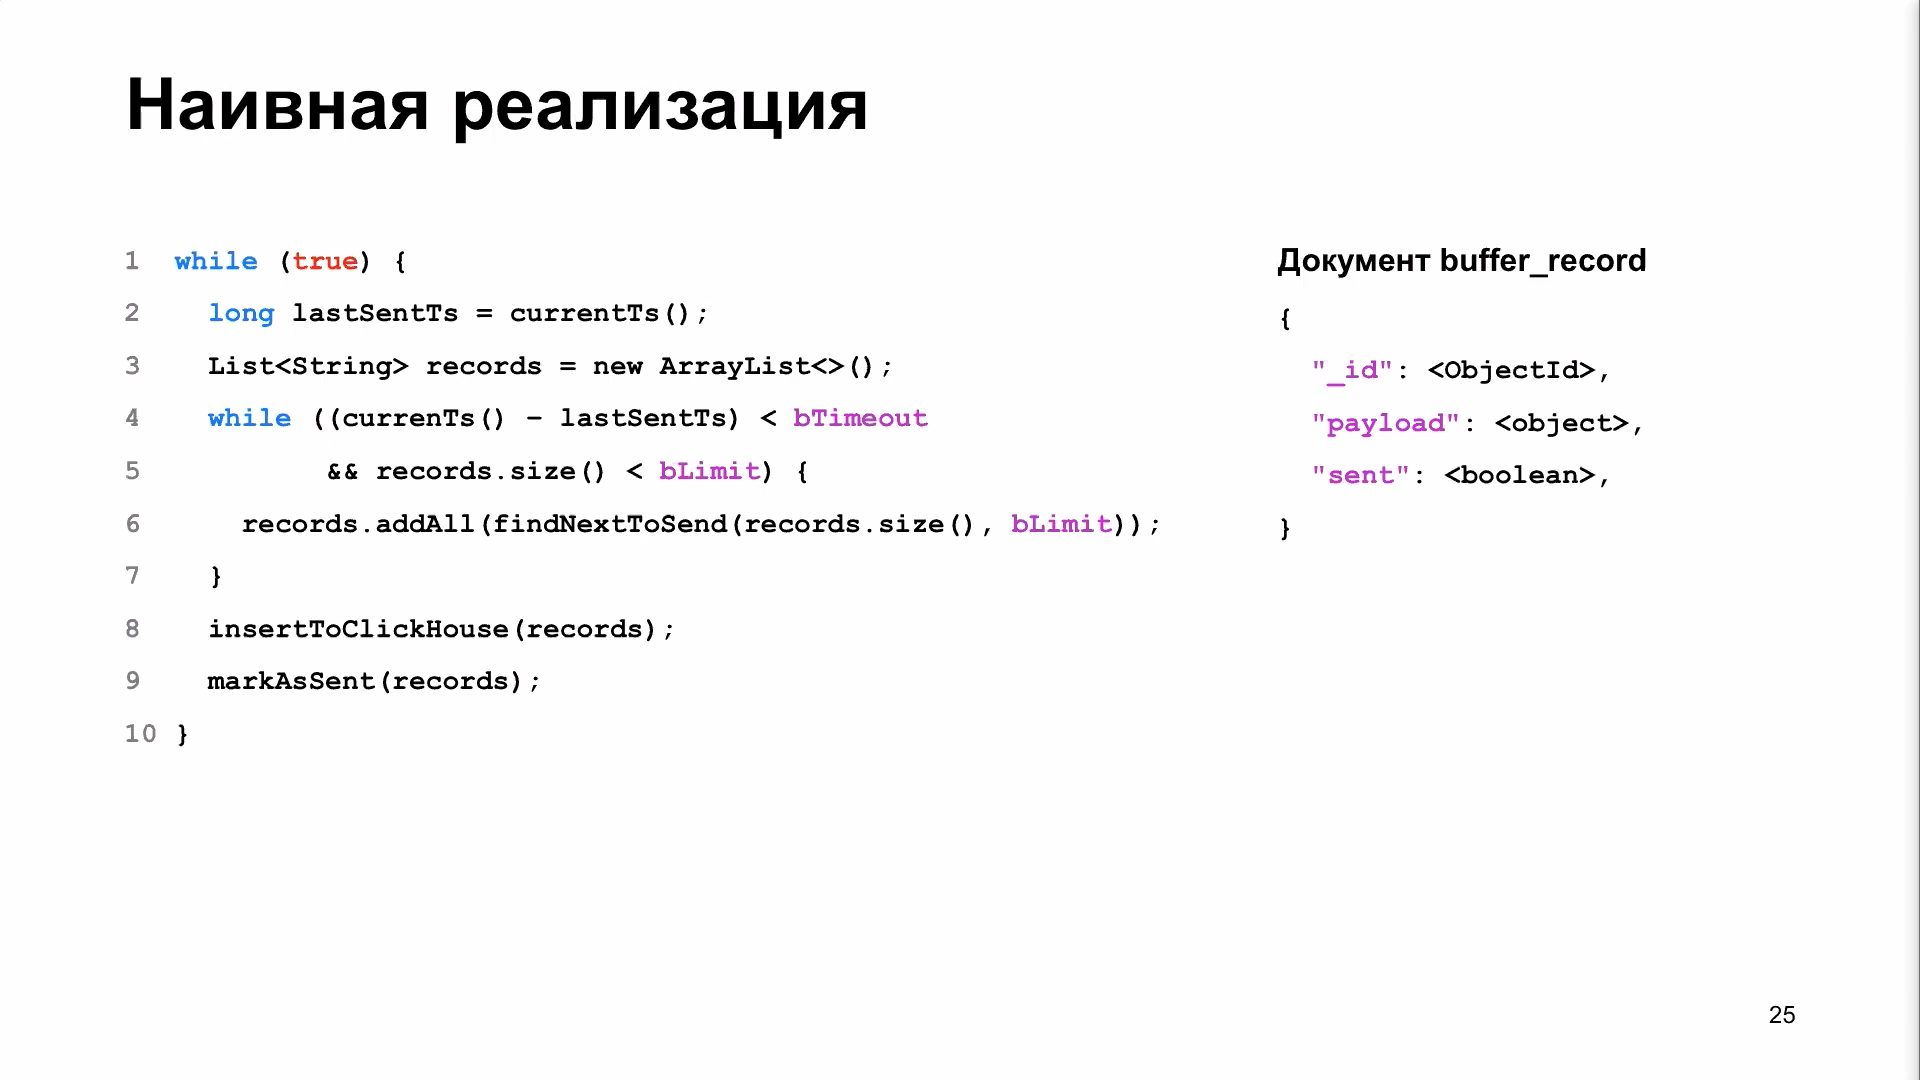 Наивная реализация
1 while (true) {
2 long lastSentTs = currentTs();
3 List<String> records = new ArrayList<>();
4 while ((currenTs() – lastSentTs) < bTimeout
5 && records.size() < bLimit) {
6 records.addAll(findNextToSend(records.size(), bLimit));
7 }
8 insertToClickHouse(records);
9 markAsSent(records);
10 }
Документ buffer_record
{
"_id": <ObjectId>,
"payload": <object>,
"sent": <boolean>,
}
25